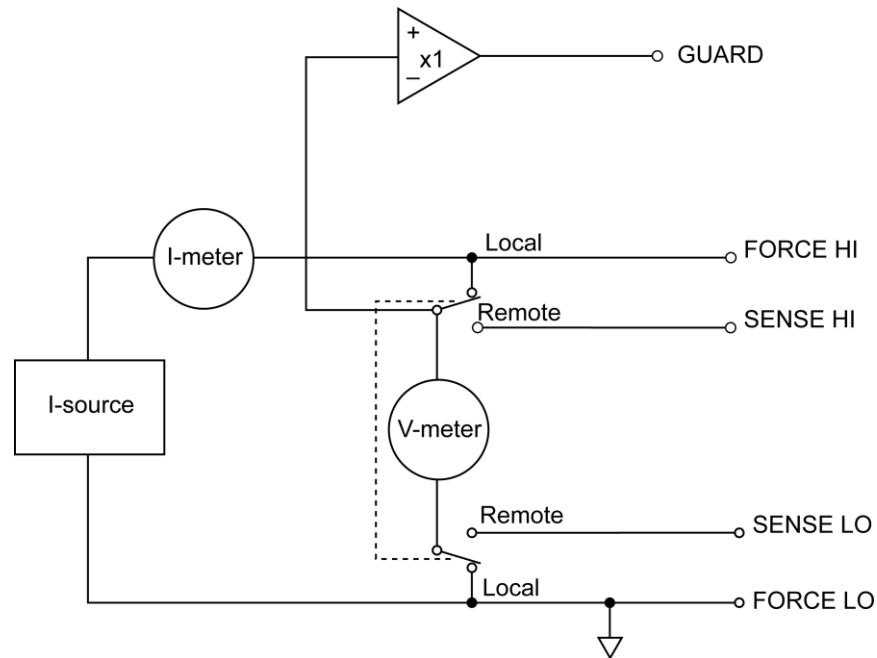 +
x1
–
GUARD
Local
FORCE HI
I-meter
Remote
SENSE HI
I-source
V-meter
Remote
SENSE LO
Local
FORCE LO